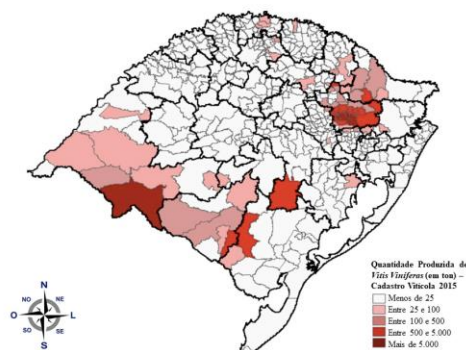 Quantidade Produzida de
Vitis Viníferas (em ton) –
Cadastro Vitícola 2015
Menos de 25
Entre 25 e 100
Entre 100 e 500
Entre 500 e 5.000
Mais de 5.000
N
NO NE
O L
SO SE
S